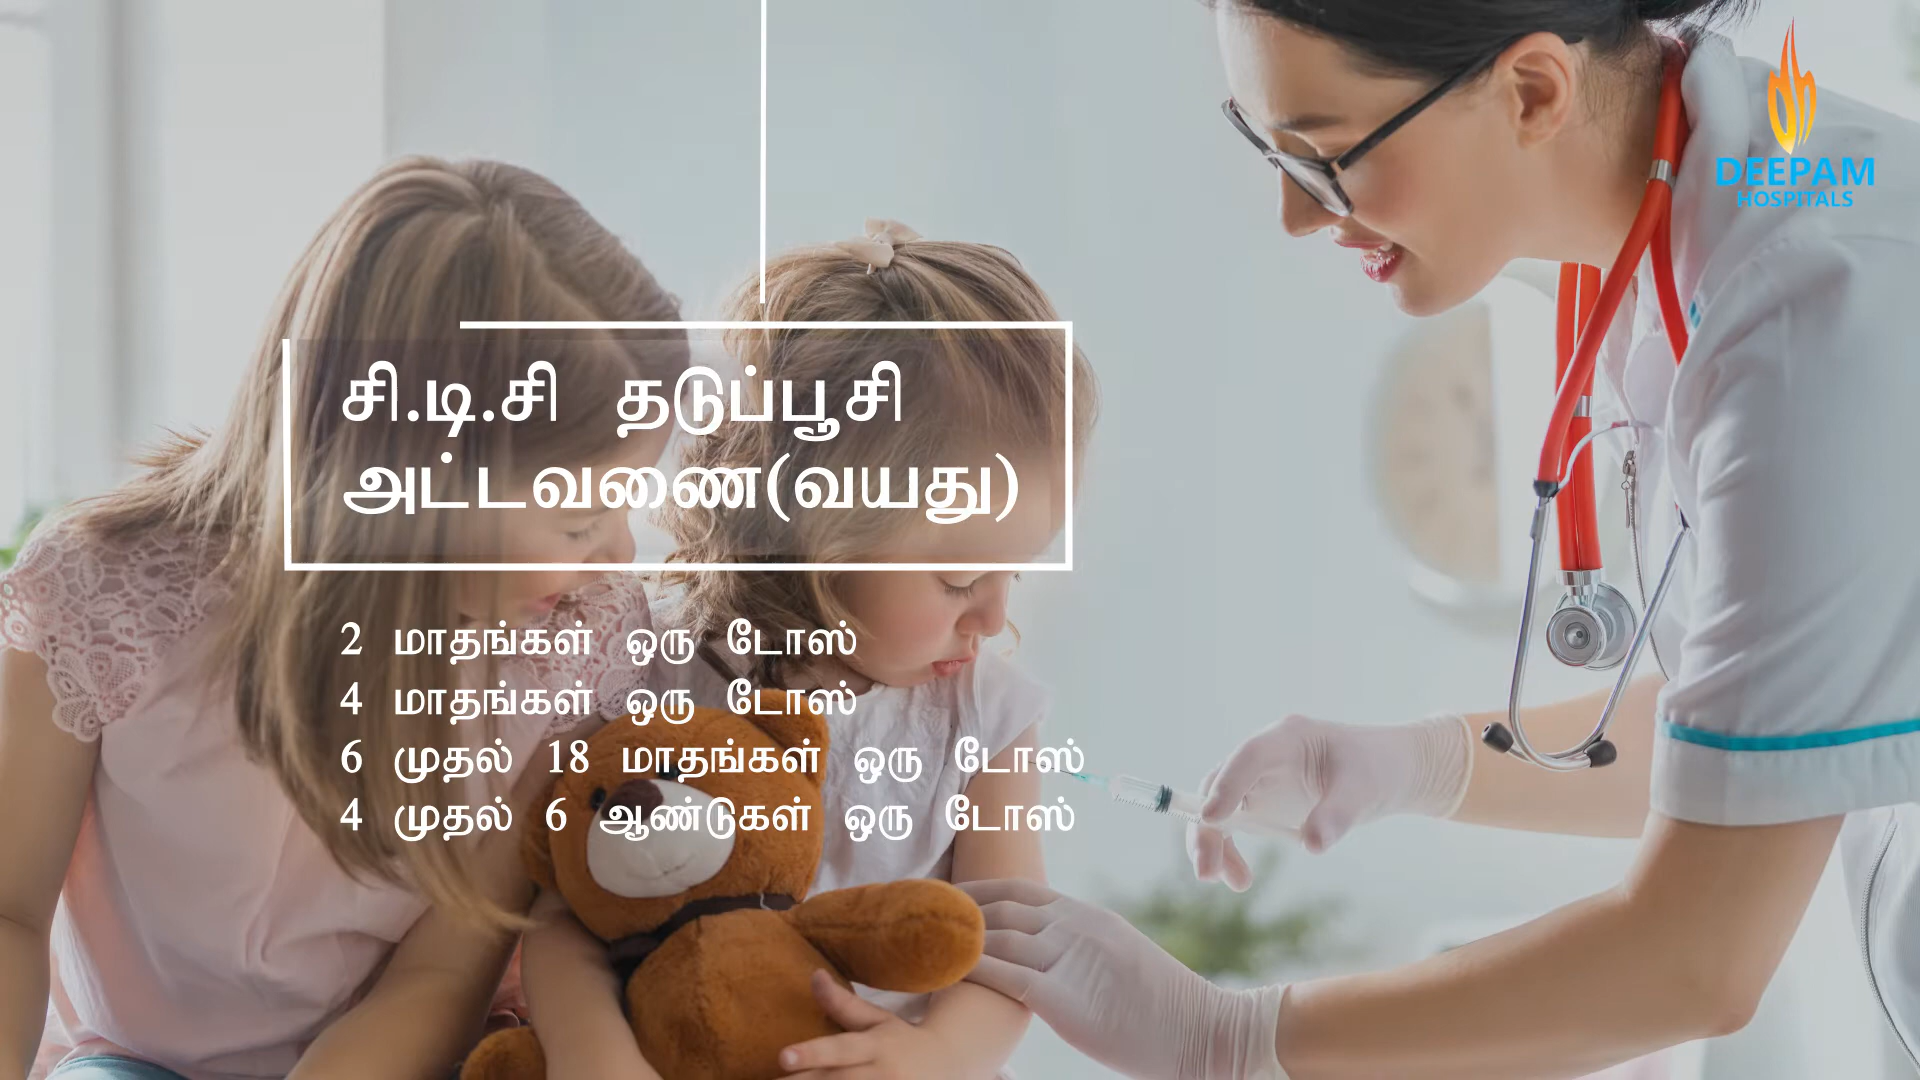 DEEPAM
HOSPITALS
சி.டி.சி தடுப்பூசி
அட்டவணை(வயது)
2 மாதங்கள் ஒரு டோஸ்
4 மாதங்கள் ஒரு டோஸ்
6 முதல் 18 மாதங்கள் ஒரு டோஸ்
4 முதல் 6 ஆண்டுகள் ஒரு டோஸ்